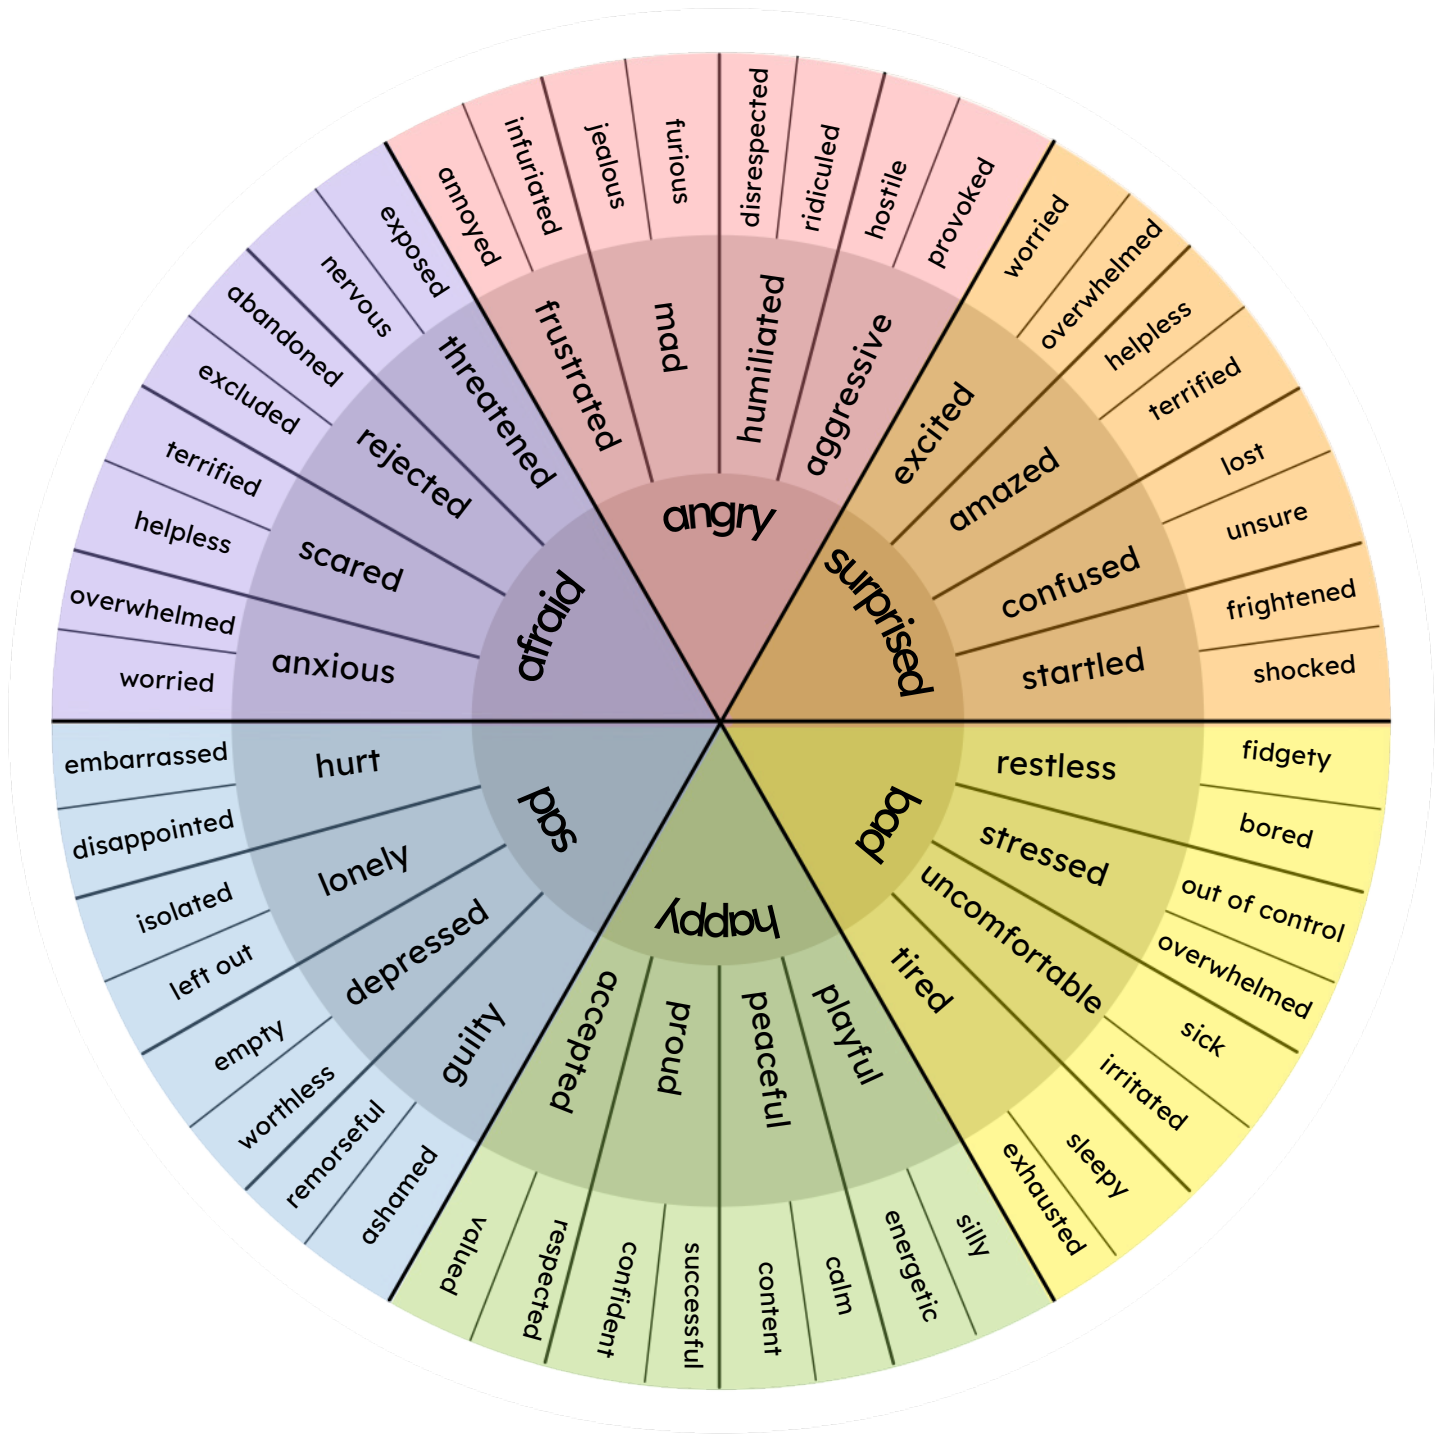 angry
frustrated
annoyed
infuriated
mad
jealous
furious
humiliated
disrespected
ridiculed
aggressive
hostile
provoked
surprised
excited
worried
overwhelmed
amazed
helpless
terrified
confused
lost
unsure
startled
frightened
shocked
bad
restless
fidgety
bored
stressed
out of control
overwhelmed
uncomfortable
sick
irritated
tired
sleepy
exhausted
happy
playful
silly
energetic
peaceful
calm
content
proud
successful
confident
accepted
respected
valued
sad
guilty
ashamed
remorseful
depressed
worthless
empty
lonely
left out
isolated
hurt
disappointed
embarrassed
afraid
anxious
worried
overwhelmed
scared
helpless
terrified
rejected
excluded
abandoned
threatened
nervous
exposed